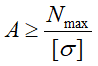 A ≥ N_max / [σ]